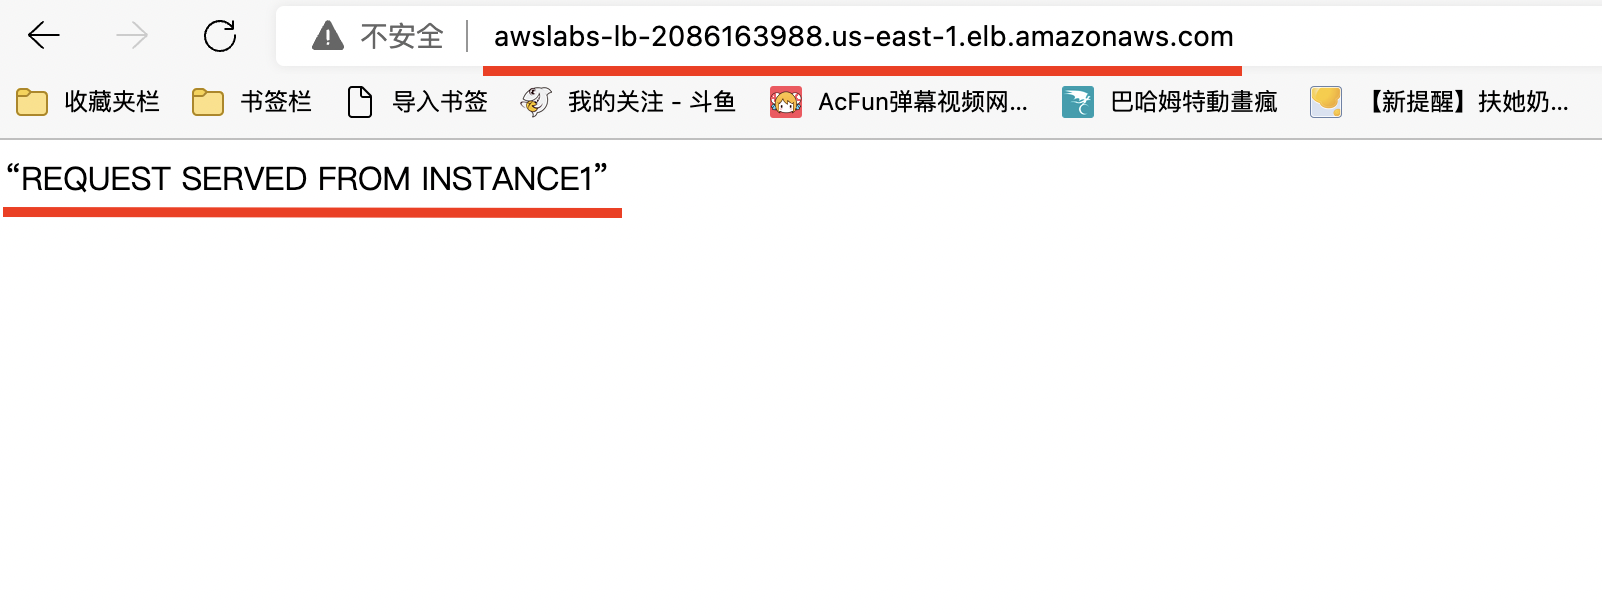 不安全 awslabs-lb-2086163988.us-east-1.elb.amazonaws.com
收藏夹栏 书签栏 导入书签 我的关注 - 斗鱼 AcFun弹幕视频网... 巴哈姆特動畫瘋 【新提醒】扶她奶...
“REQUEST SERVED FROM INSTANCE1”